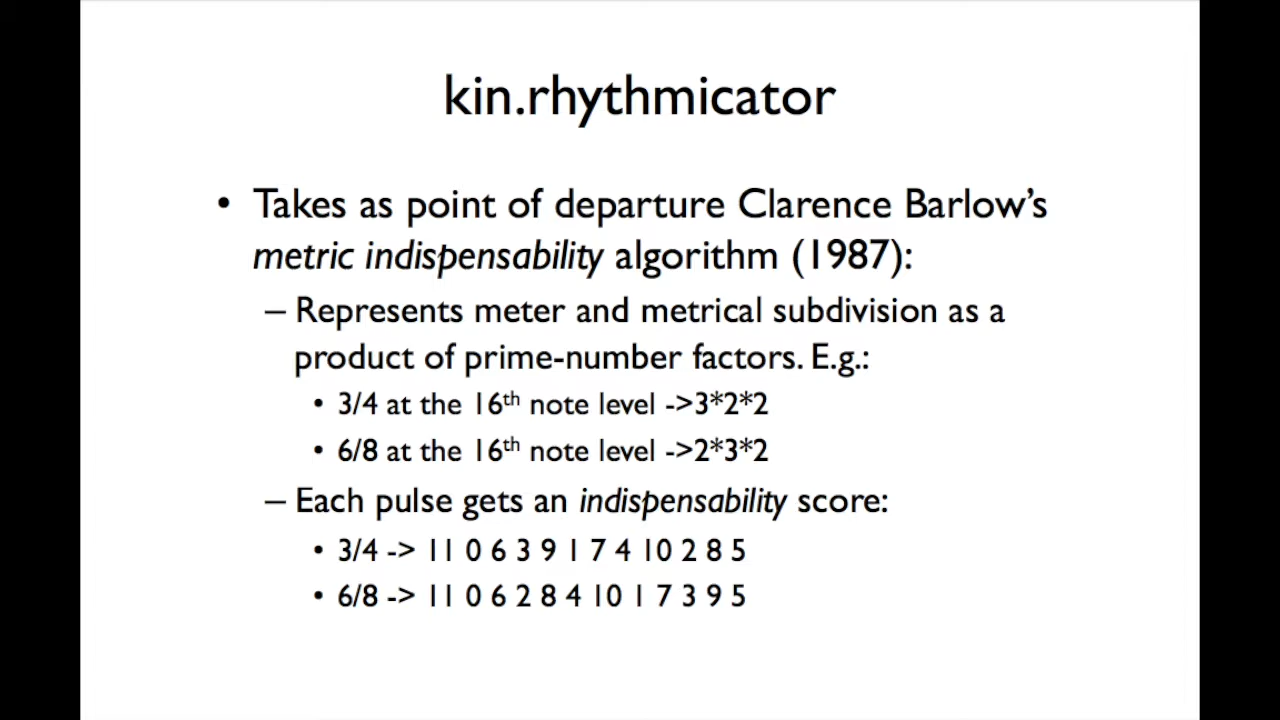 kin.rhythmicator
• Takes as point of departure Clarence Barlow's
metric indispensability algorithm (1987):
– Represents meter and metrical subdivision as a
product of prime-number factors. E.g.:
• 3/4 at the 16th note level ->3*2*2
• 6/8 at the 16th note level ->2*3*2
– Each pulse gets an indispensability score:
• 3/4 -> 11 0 6 3 9 1 7 4 10 2 8 5
• 6/8 -> 11 0 6 2 8 4 10 1 7 3 9 5